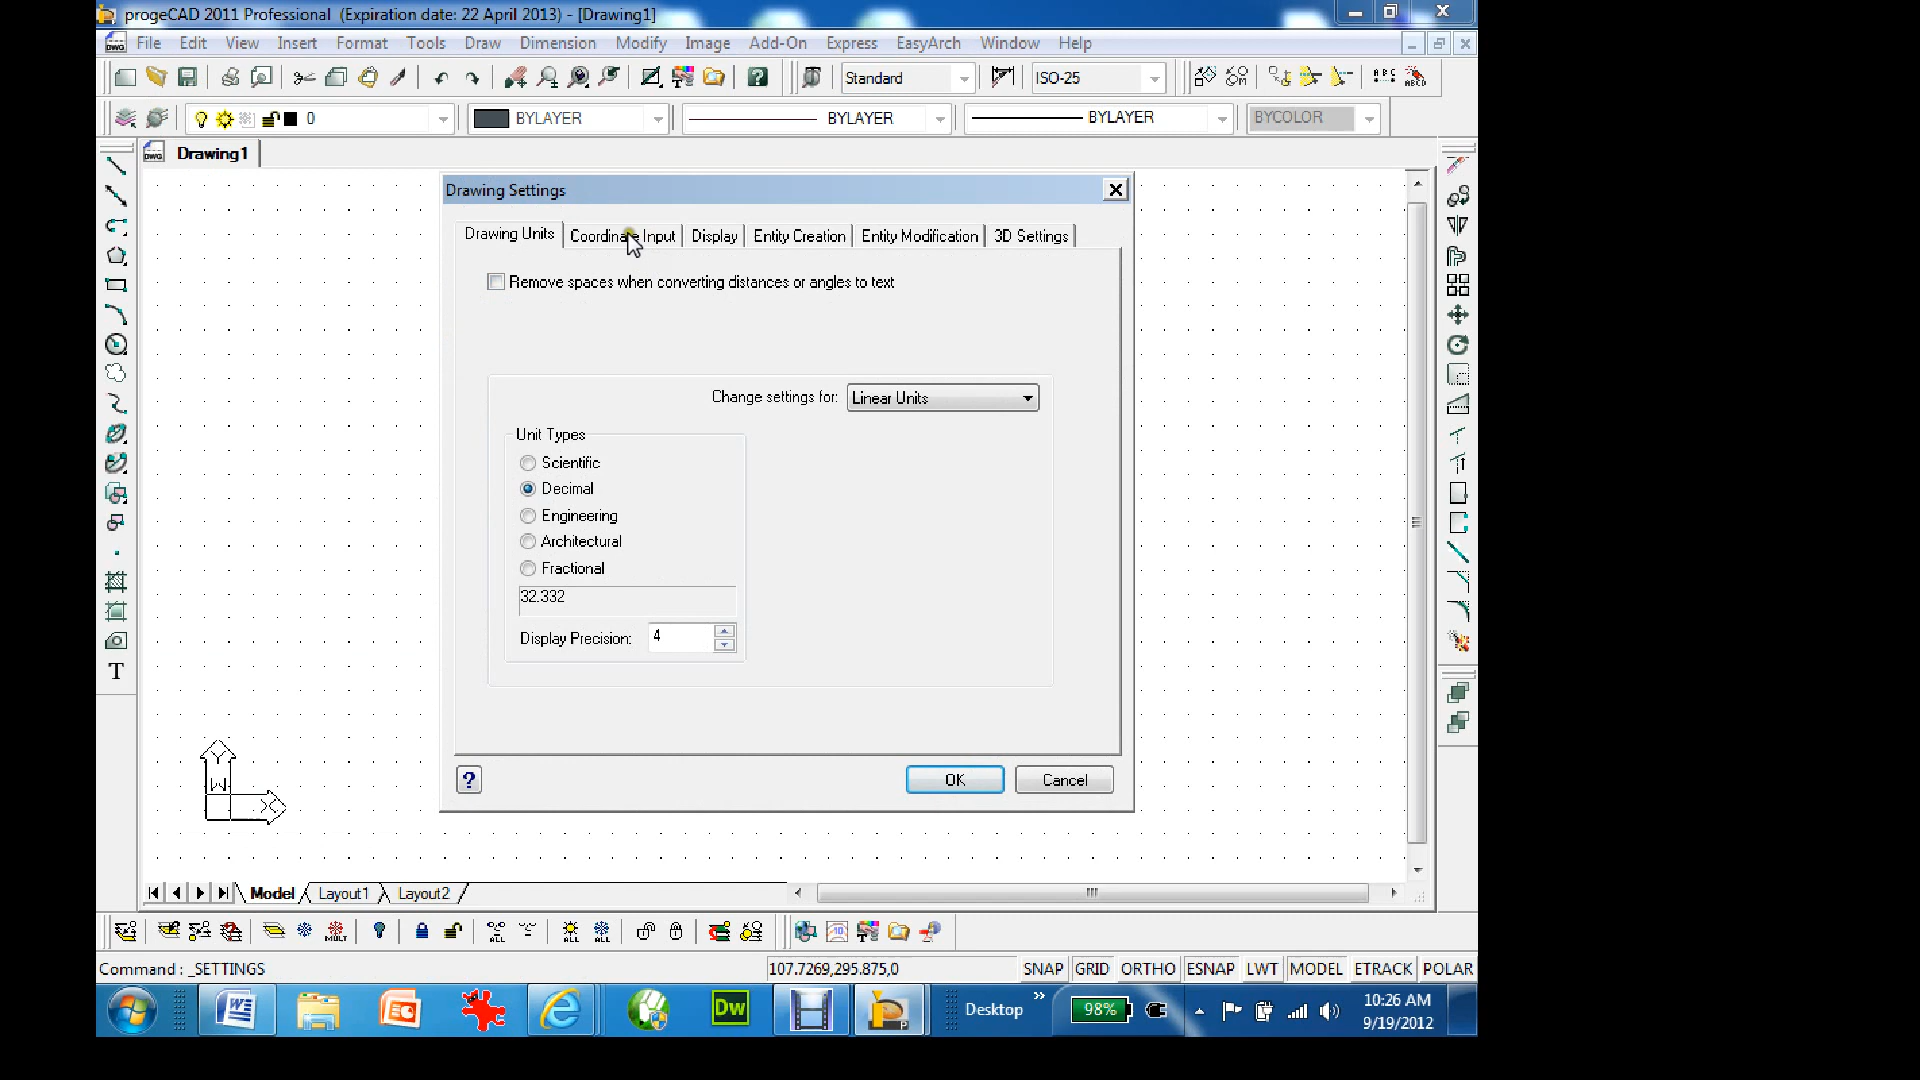 progeCAD 2011 Professional (Expiration date: 22 April 2013) - [Drawing1]
File Edit View Insert Format Tools Draw Dimension Modify Image Add-On Express EasyArch Window Help
Standard ISO-25
0 BYLAYER BYLAYER BYLAYER BYCOLOR
Drawing1
Drawing Settings
Drawing Units Coordinate Input Display Entity Creation Entity Modification 3D Settings
Remove spaces when converting distances or angles to text
Change settings for: Linear Units
Unit Types
Scientific
Decimal
Engineering
Architectural
Fractional
32.332
Display Precision: 4
Y
W
X
OK Cancel
Model Layout1 Layout2
Command : _SETTINGS
107.7269,295.875,0 SNAP GRID ORTHO ESNAP LWT MODEL ETRACK POLAR
Dw Desktop 98% 10:26 AM
9/19/2012